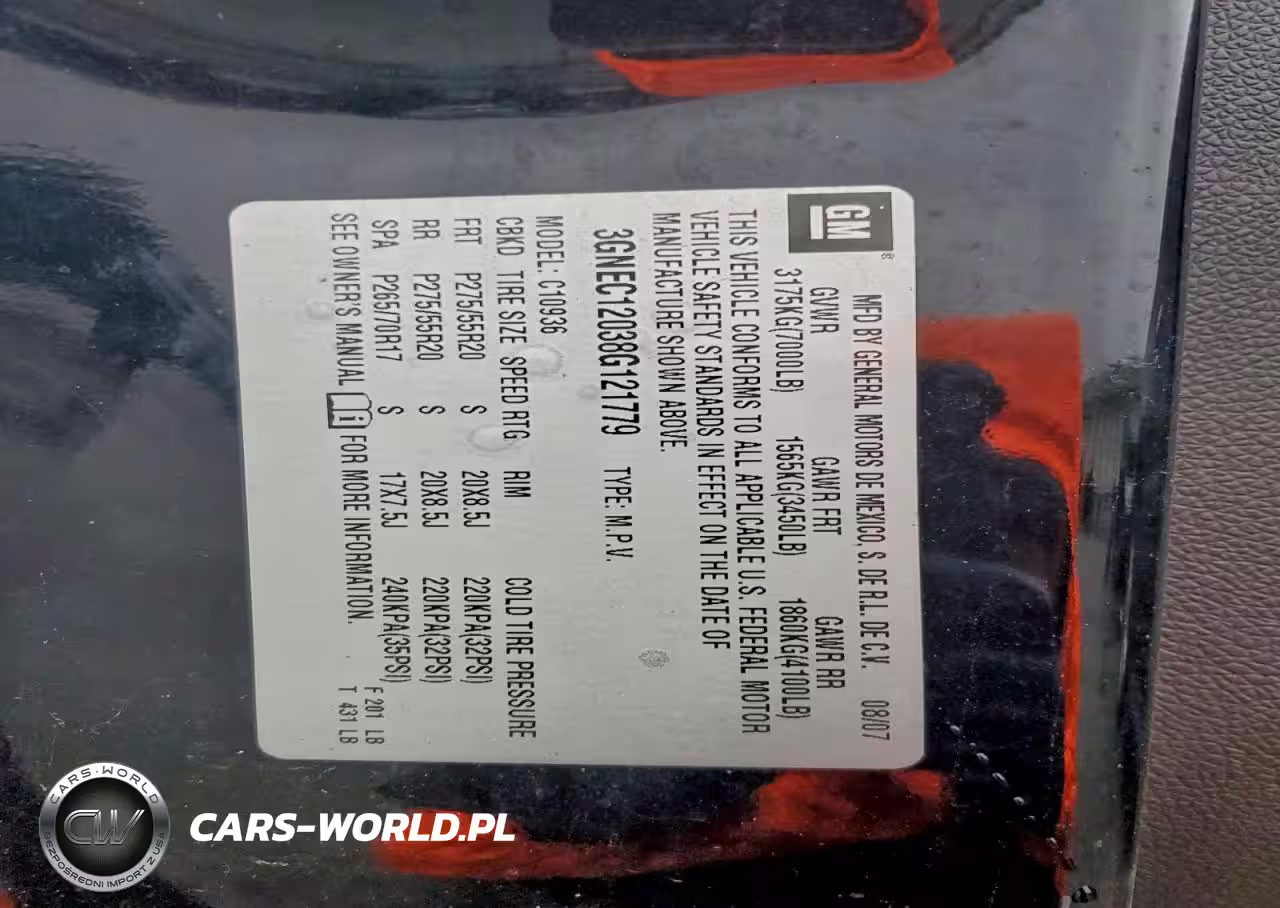 GM
MFD BY GENERAL MOTORS DE MEXICO, S. DE R.L. DE C.V. 08/07
GVWR GAWR FRT GAWR RR
3175KG(7000LB) 1565KG(3450LB) 1860KG(4100LB)
THIS VEHICLE CONFORMS TO ALL APPLICABLE U.S. FEDERAL MOTOR
VEHICLE SAFETY STANDARDS IN EFFECT ON THE DATE OF
MANUFACTURE SHOWN ABOVE.
3GNEC12038G121779 TYPE: M.P.V.
MODEL: C10936
CBKD TIRE SIZE SPEED RTG RIM COLD TIRE PRESSURE
FRT P275/55R20 S 20X8.5J 220KPA(32PSI)
RR P275/55R20 S 20X8.5J 220KPA(32PSI)
SPA P265/70R17 S 17X7.5J 240KPA(35PSI)
F 201 LB
SEE OWNER'S MANUAL FOR MORE INFORMATION. T 431 LB
CARS-WORLD
CW
BEZPOŚREDNI IMPORT Z USA
CARS-WORLD.PL